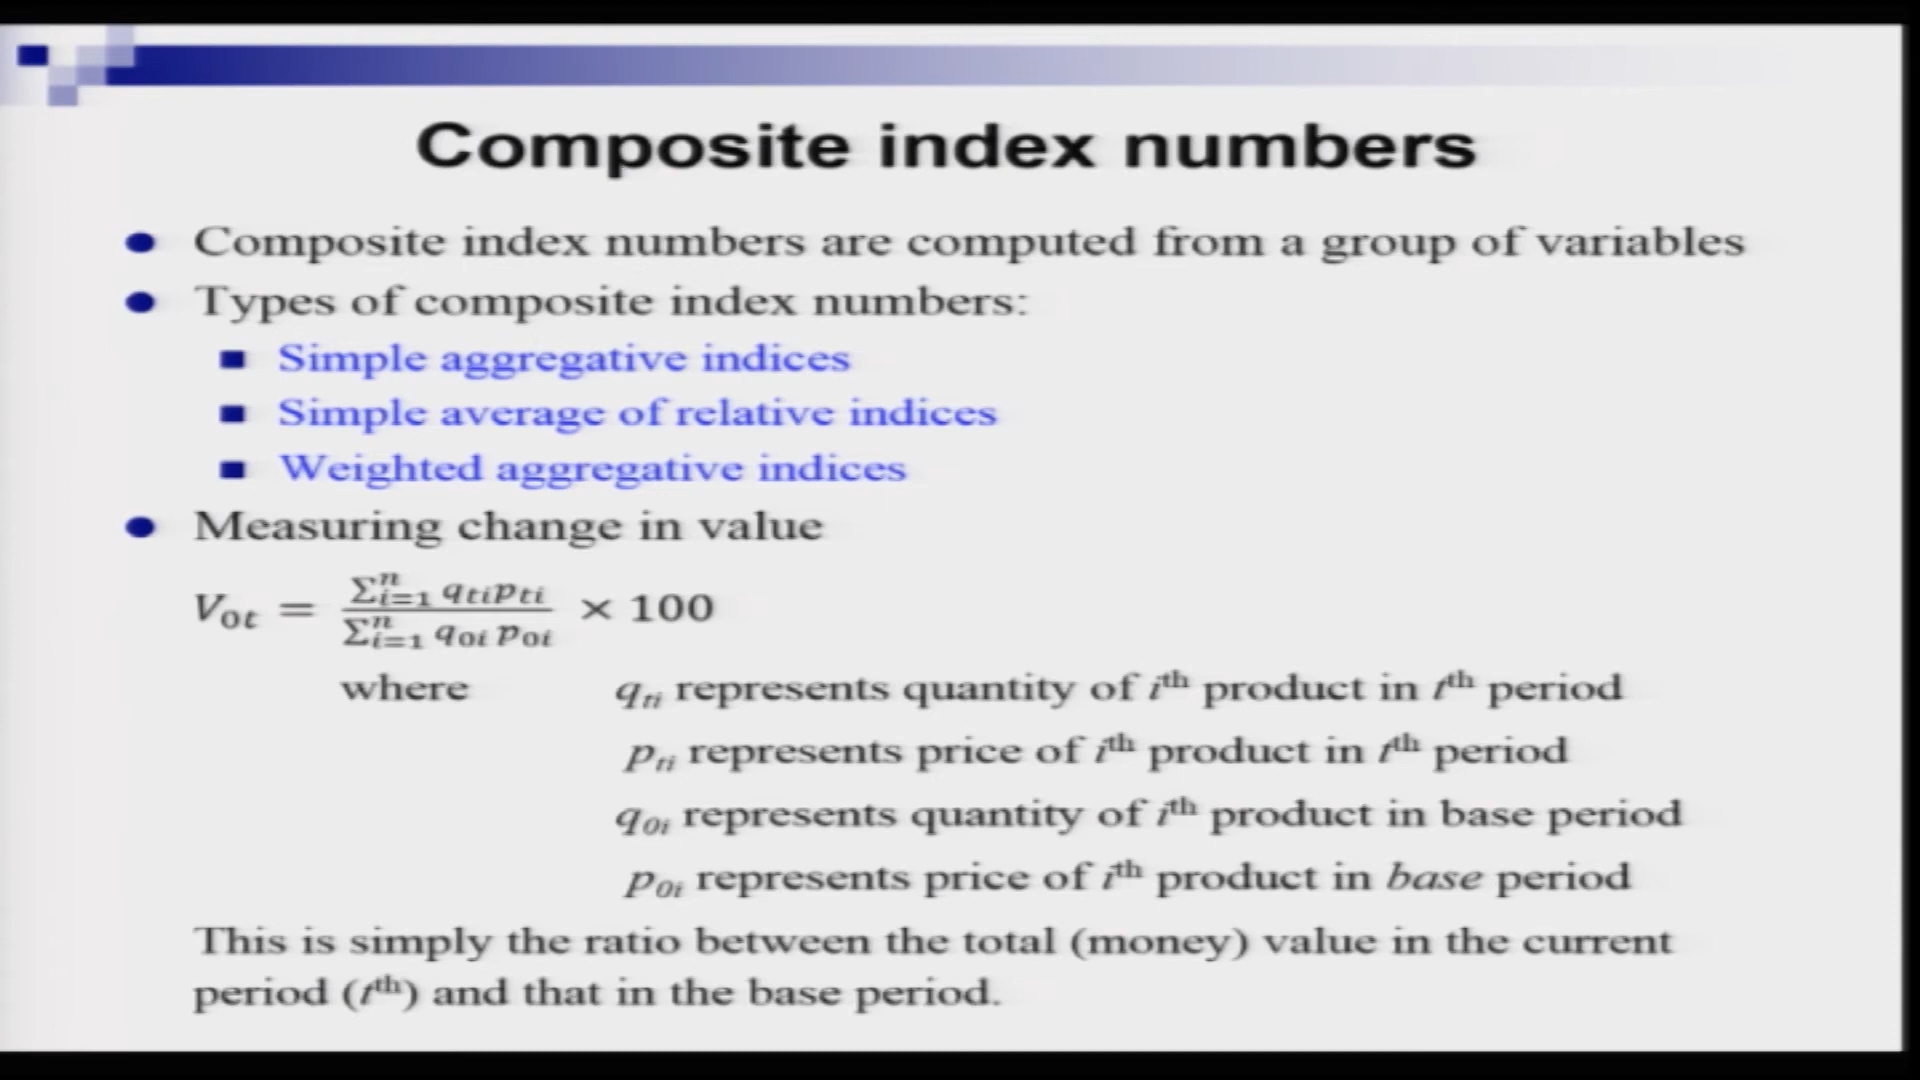 Composite index numbers
Composite index numbers are computed from a group of variables
Types of composite index numbers:
Simple aggregative indices
Simple average of relative indices
Weighted aggregative indices
Measuring change in value
V₀ₜ = (∑ⁿᵢ₌₁ qₜᵢpₜᵢ) / (∑ⁿᵢ₌₁ q₀ᵢ p₀ᵢ) × 100
where qₜᵢ represents quantity of iᵗʰ product in tᵗʰ period
pₜᵢ represents price of iᵗʰ product in tᵗʰ period
q₀ᵢ represents quantity of iᵗʰ product in base period
p₀ᵢ represents price of iᵗʰ product in base period
This is simply the ratio between the total (money) value in the current
period (tᵗʰ) and that in the base period.